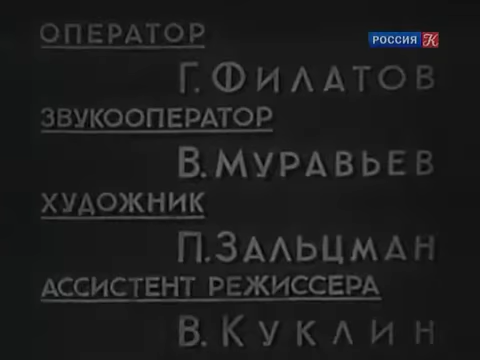 ОПЕРАТОР
РОССИЯ К
Г. ФИЛАТОВ
ЗВУКООПЕРАТОР
В. МУРАВЬЕВ
ХУДОЖНИК
П. ЗАЛЬЦМАН
АССИСТЕНТ РЕЖИССЕРА
В. КУКЛИН